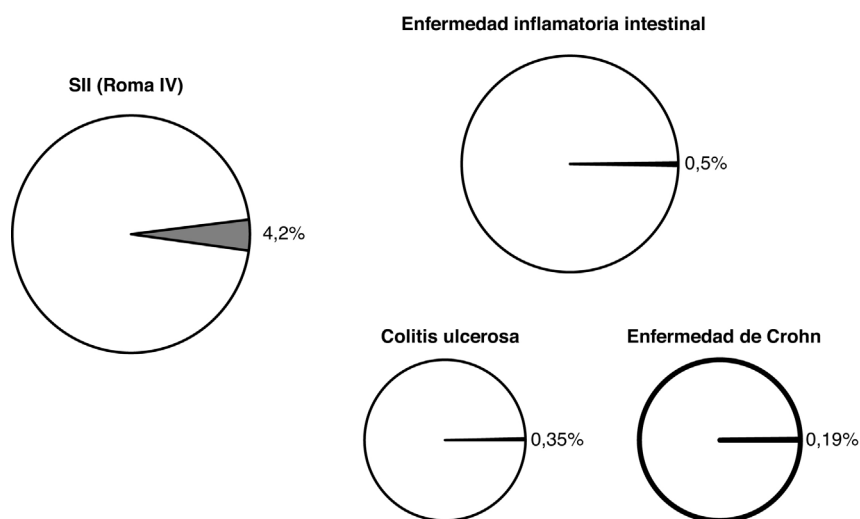 Enfermedad inflamatoria intestinal
SII (Roma IV)
0,5%
4,2%
Colitis ulcerosa
Enfermedad de Crohn
0,35%
0,19%